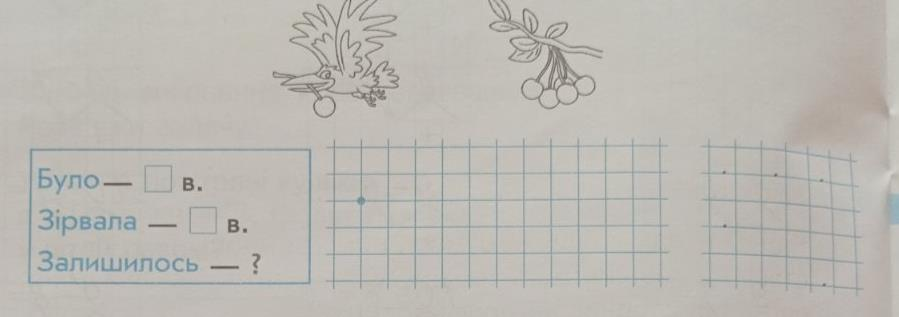 Було — □ в.
Зірвала — □ в.
Залишилось — ?